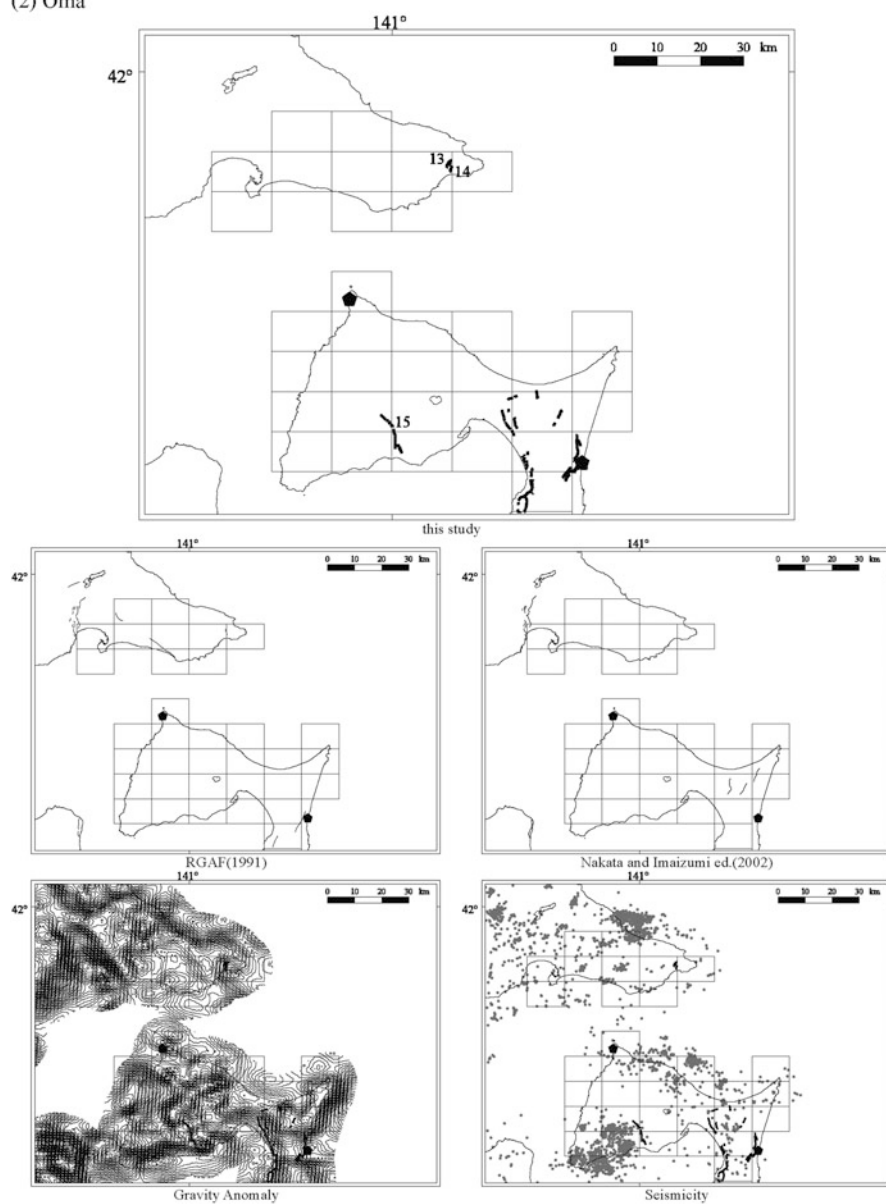 (2) Oma
141°
42°
0 10 20 30 km
13
14
15
this study
141°
42°
0 10 20 30 km
RGAF(1991)
141°
42°
0 10 20 30 km
Nakata and Imaizumi ed.(2002)
141°
42°
0 10 20 30 km
Gravity Anomaly
141°
42°
0 10 20 30 km
Seismicity